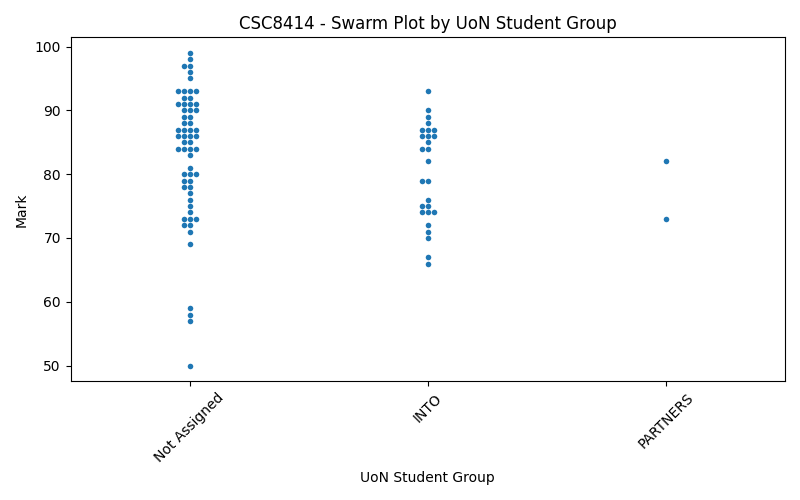 CSC8414 - Swarm Plot by UoN Student Group
100
90
80
70
60
50
Mark
Not Assigned
INTO
PARTNERS
UoN Student Group